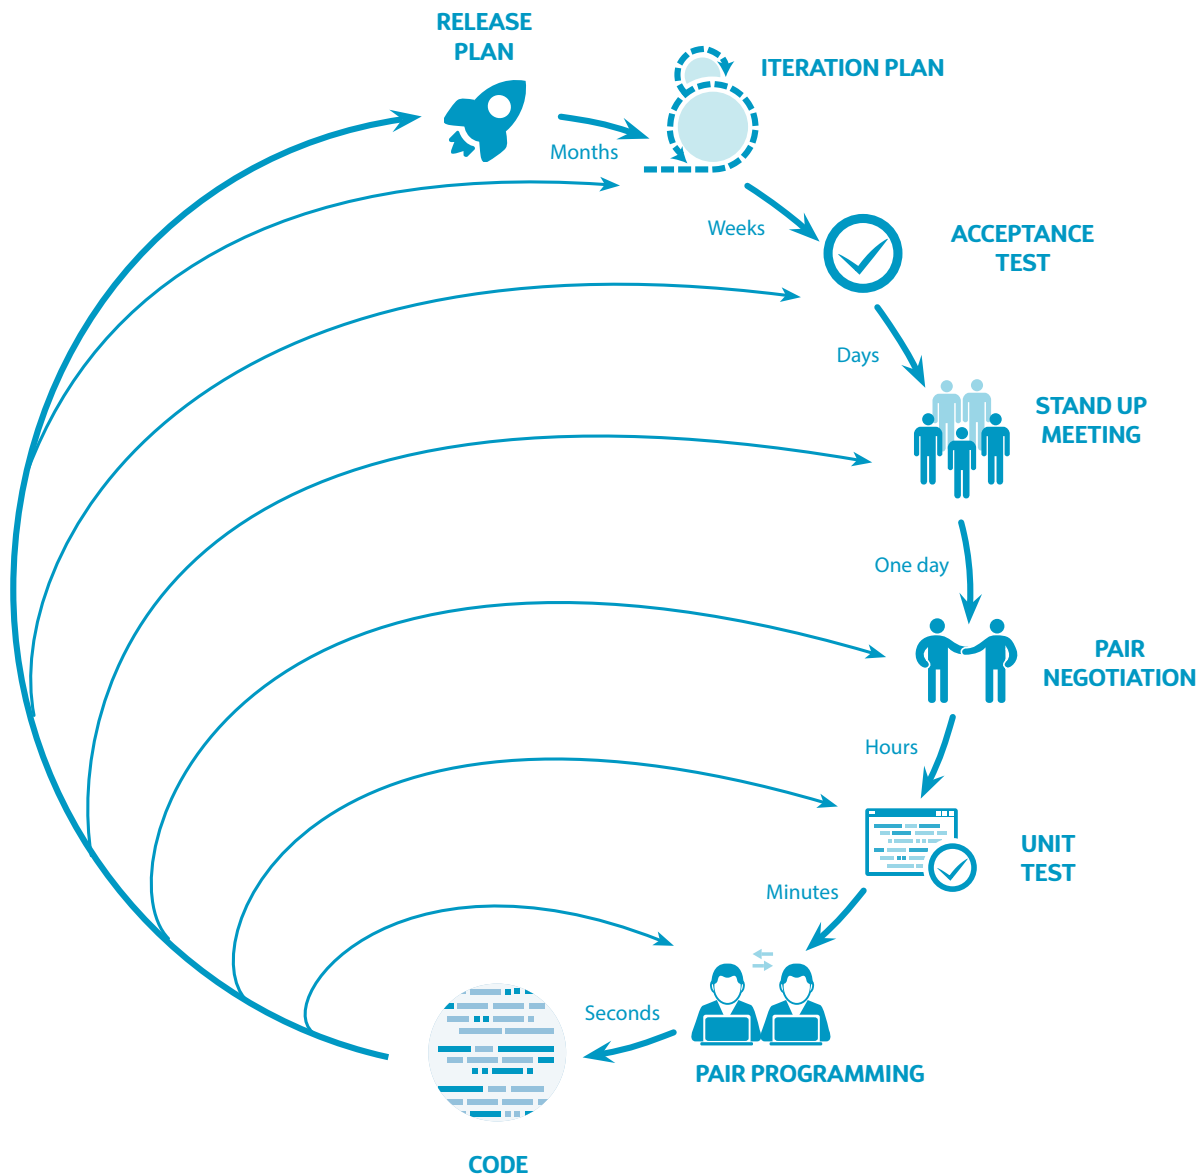 RELEASE
PLAN
ITERATION PLAN
Months
Weeks
ACCEPTANCE
TEST
Days
STAND UP
MEETING
One day
PAIR
NEGOTIATION
Hours
UNIT
TEST
Minutes
Seconds
PAIR PROGRAMMING
CODE